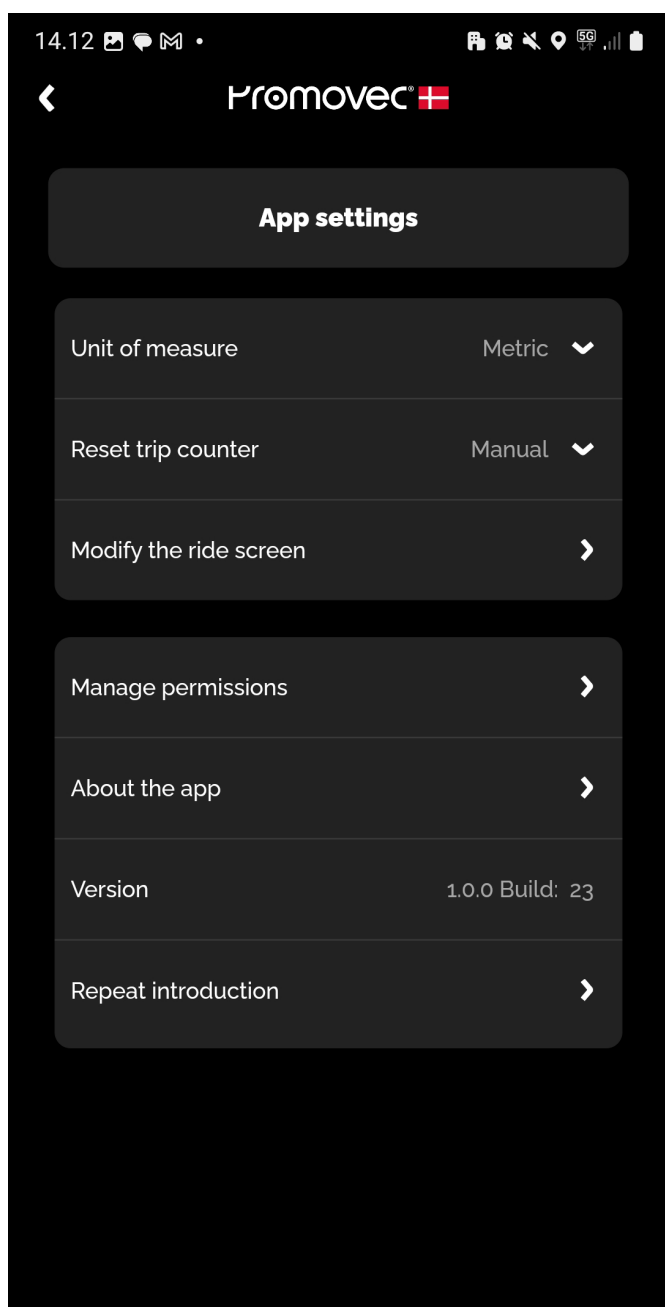 14.12
5G
Promovec®
App settings
Unit of measure Metric
Reset trip counter Manual
Modify the ride screen
Manage permissions
About the app
Version 1.0.0 Build: 23
Repeat introduction